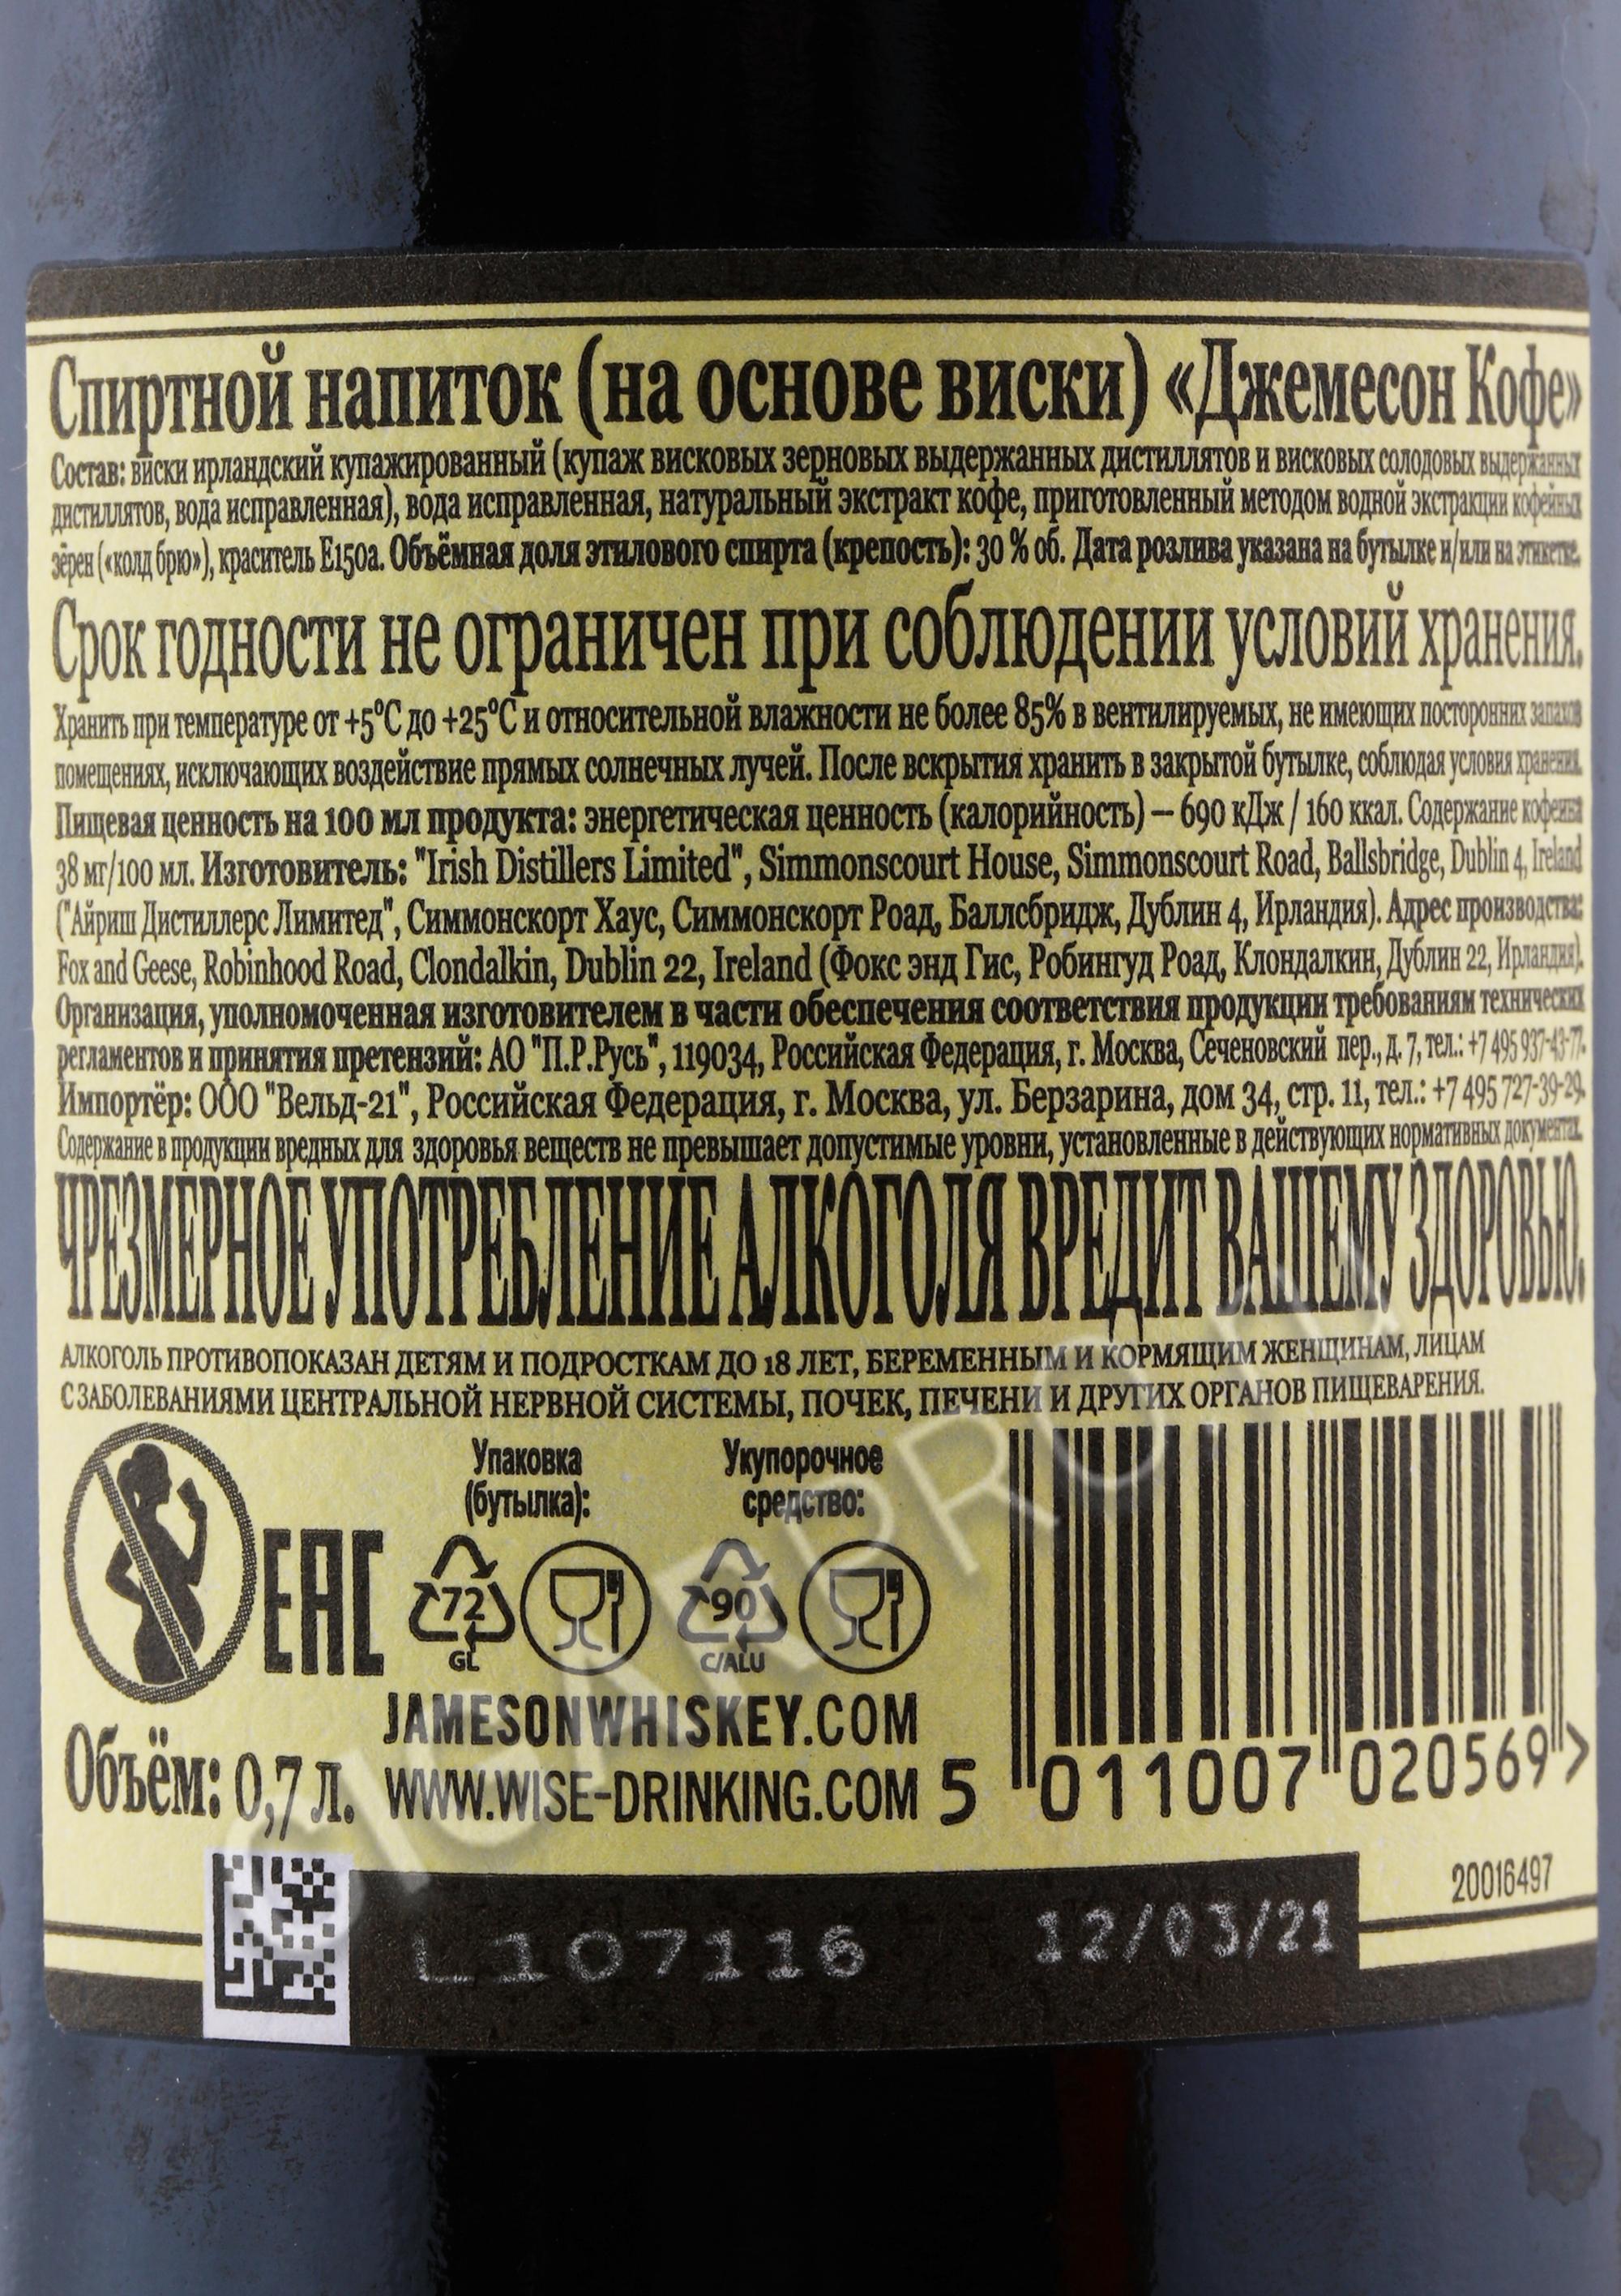 Спиртной напиток (на основе виски) «Джемесон Кофе»
Состав: виски ирландский купажированный (купаж висковых зерновых выдержанных дистиллятов и висковых солодовых выдержанных
дистиллятов, вода исправленная), вода исправленная, натуральный экстракт кофе, приготовленный методом водной экстракции кофейных
зёрен («колд брю»), краситель Е150а. Объёмная доля этилового спирта (крепость): 30 % об. Дата розлива указана на бутылке и/или на этикетке.
Срок годности не ограничен при соблюдении условий хранения.
Хранить при температуре от +5°C до +25°C и относительной влажности не более 85% в вентилируемых, не имеющих посторонних запахов
помещениях, исключающих воздействие прямых солнечных лучей. После вскрытия хранить в закрытой бутылке, соблюдая условия хранения.
Пищевая ценность на 100 мл продукта: энергетическая ценность (калорийность) – 690 кДж / 160 ккал. Содержание кофеина
38 мг/100 мл. Изготовитель: "Irish Distillers Limited", Simmonscourt House, Simmonscourt Road, Ballsbridge, Dublin 4, Ireland
("Айриш Дистиллерс Лимитед", Симмонскорт Хаус, Симмонскорт Роад, Баллсбридж, Дублин 4, Ирландия). Адрес производства:
Fox and Geese, Robinhood Road, Clondalkin, Dublin 22, Ireland (Фокс энд Гис, Робингуд Роад, Клондалкин, Дублин 22, Ирландия).
Организация, уполномоченная изготовителем в части обеспечения соответствия продукции требованиям технических
регламентов и принятия претензий: АО "П.Р.Русь", 119034, Российская Федерация, г. Москва, Сеченовский пер., д. 7, тел.: +7 495 937-43-77.
Импортёр: ООО "Вельд-21", Российская Федерация, г. Москва, ул. Берзарина, дом 34, стр. 11, тел.: +7 495 727-39-29.
Содержание в продукции вредных для здоровья веществ не превышает допустимые уровни, установленные в действующих нормативных документах.
ЧРЕЗМЕРНОЕ УПОТРЕБЛЕНИЕ АЛКОГОЛЯ ВРЕДИТ ВАШЕМУ ЗДОРОВЬЮ.
АЛКОГОЛЬ ПРОТИВОПОКАЗАН ДЕТЯМ И ПОДРОСТКАМ ДО 18 ЛЕТ, БЕРЕМЕННЫМ И КОРМЯЩИМ ЖЕНЩИНАМ, ЛИЦАМ
С ЗАБОЛЕВАНИЯМИ ЦЕНТРАЛЬНОЙ НЕРВНОЙ СИСТЕМЫ, ПОЧЕК, ПЕЧЕНИ И ДРУГИХ ОРГАНОВ ПИЩЕВАРЕНИЯ.
Упаковка
(бутылка):
Укупорочное
средство:
EAC
72
GL
90
C/ALU
JAMESONWHISKEY.COM
WWW.WISE-DRINKING.COM
Объём: 0,7 л.
5 011007 020569 >
20016497
L107116 12/03/21